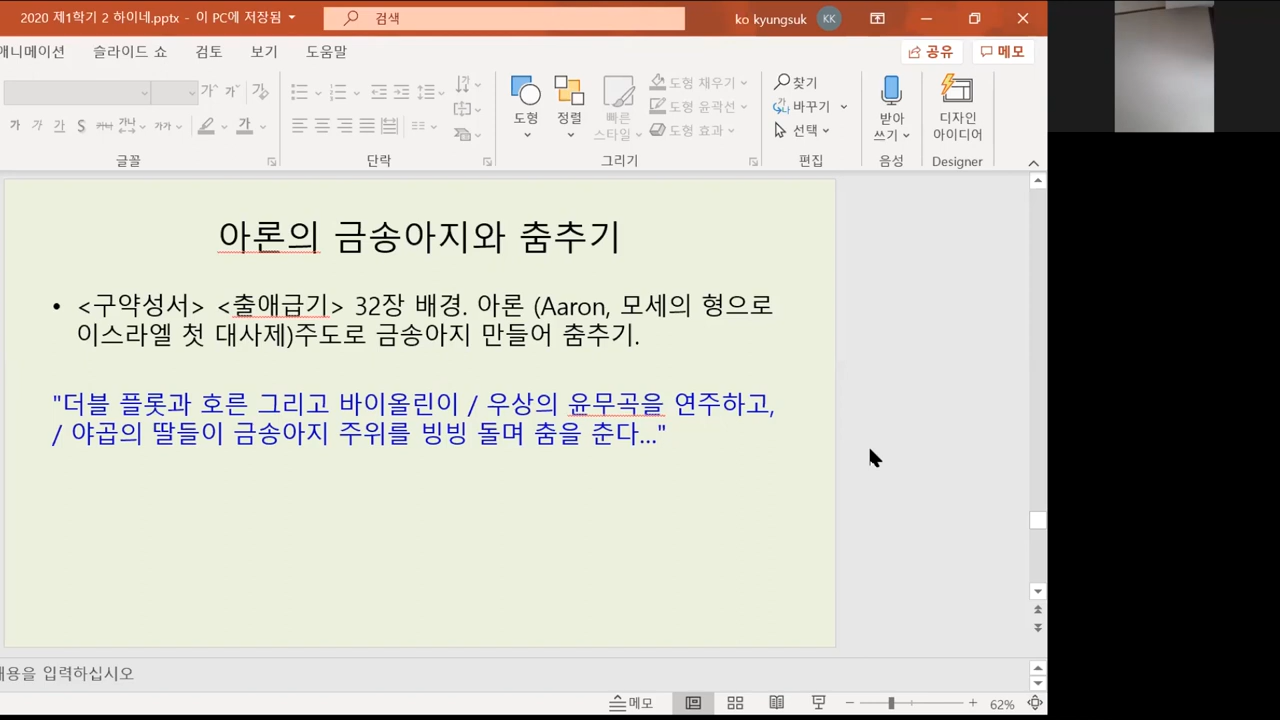 2020 제1학기 2 하이네.pptx - 이 PC에 저장됨
검색
ko kyungsuk
KK
애니메이션 슬라이드 쇼 검토 보기 도움말
공유 메모
도형
정렬
빠른
스타일
도형 채우기
도형 윤곽선
도형 효과
찾기
바꾸기
선택
받아
쓰기
디자인
아이디어
글꼴 단락 그리기 편집 음성 Designer
아론의 금송아지와 춤추기
• <구약성서> <출애급기> 32장 배경. 아론 (Aaron, 모세의 형으로
이스라엘 첫 대사제)주도로 금송아지 만들어 춤추기.
"더블 플롯과 호른 그리고 바이올린이 / 우상의 윤무곡을 연주하고,
/ 야곱의 딸들이 금송아지 주위를 빙빙 돌며 춤을 춘다..."
내용을 입력하십시오
메모
62%